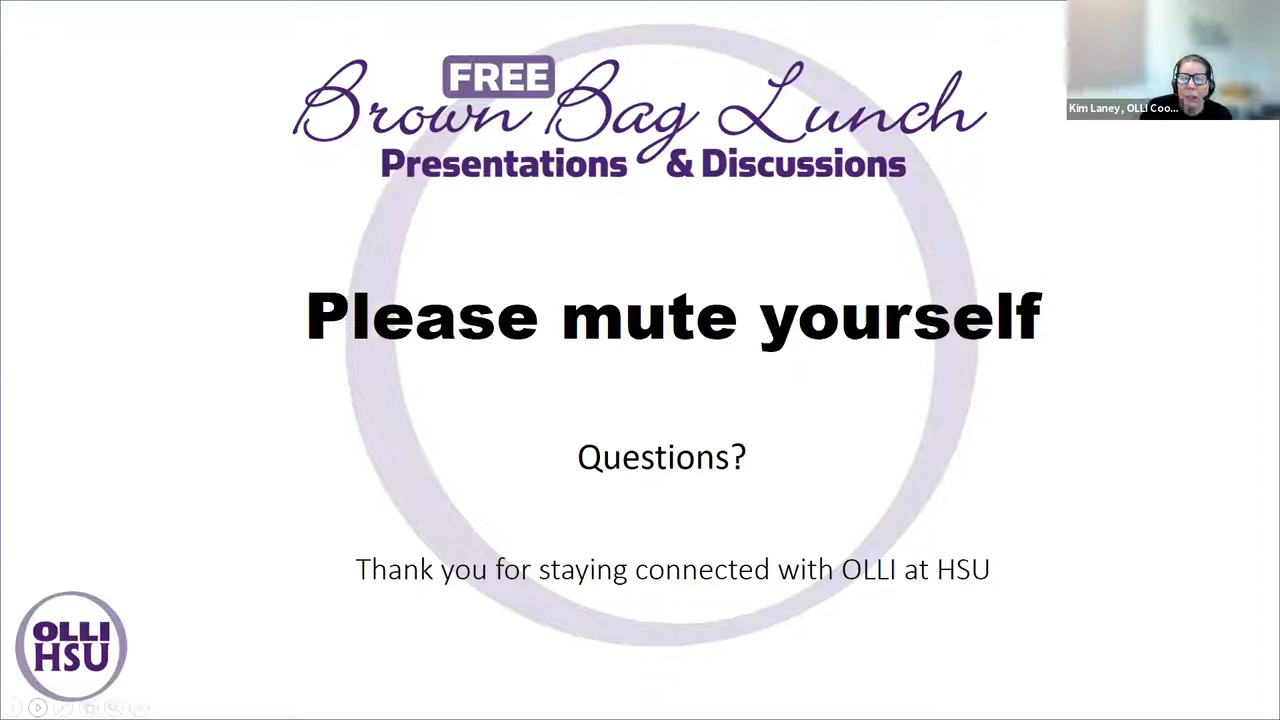 FREE
Brown Bag Lunch
Presentations & Discussions
Kim Laney, OLLI Coo...
Please mute yourself
Questions?
Thank you for staying connected with OLLI at HSU
OLLI
HSU